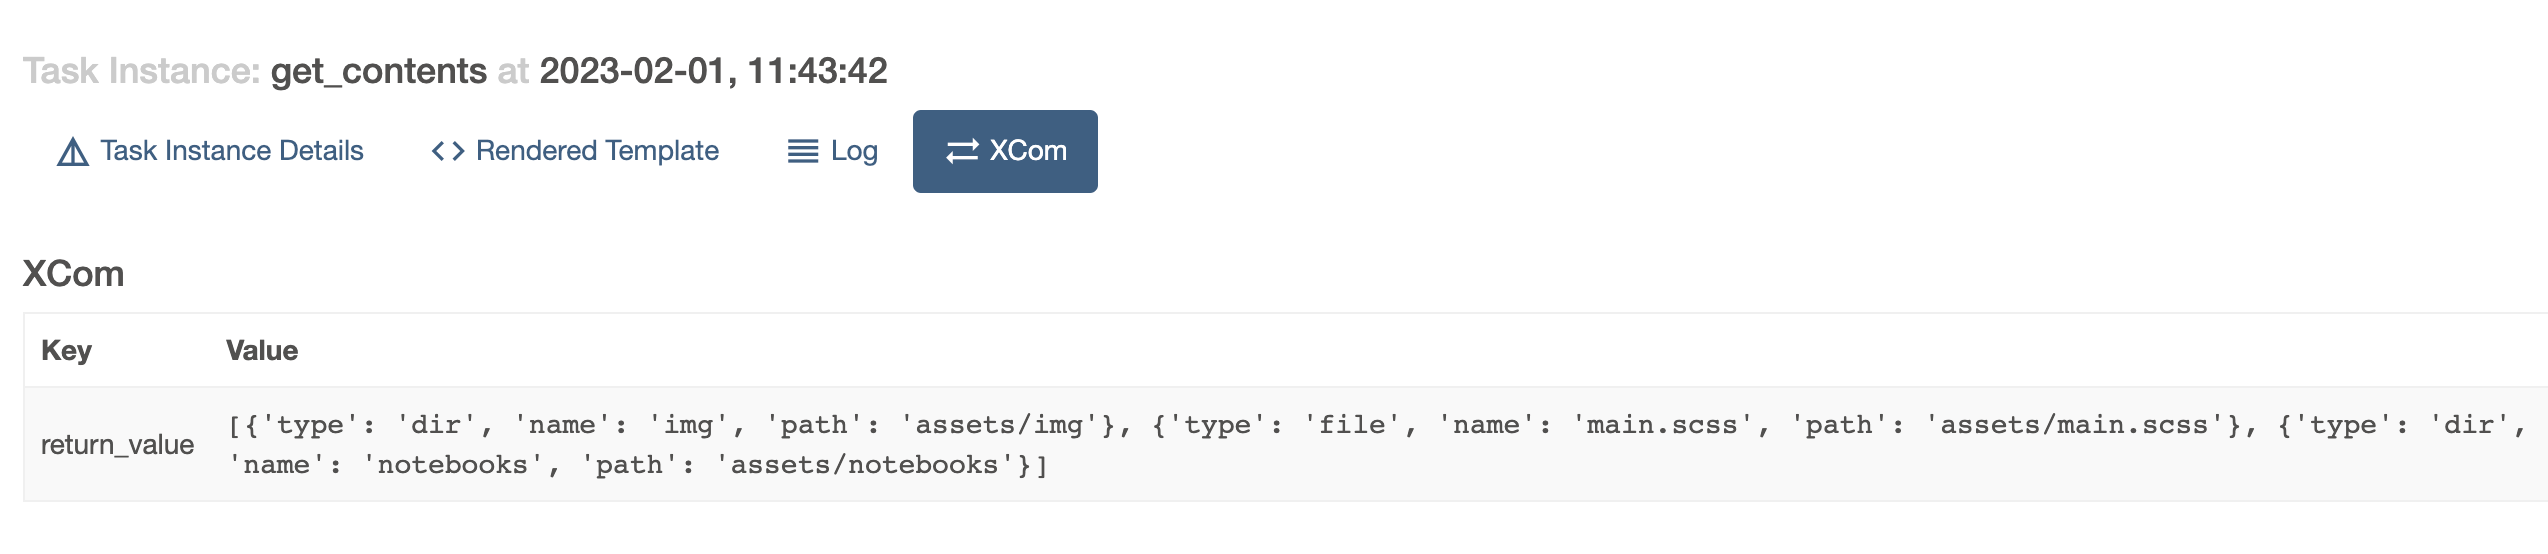 Task Instance: get_contents at 2023-02-01, 11:43:42
Task Instance Details Rendered Template Log XCom
XCom
Key Value
return_value [{'type': 'dir', 'name': 'img', 'path': 'assets/img'}, {'type': 'file', 'name': 'main.scss', 'path': 'assets/main.scss'}, {'type': 'dir',
'name': 'notebooks', 'path': 'assets/notebooks'}]